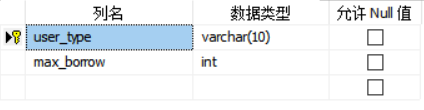 列名 数据类型 允许 Null 值
user_type varchar(10)
max_borrow int